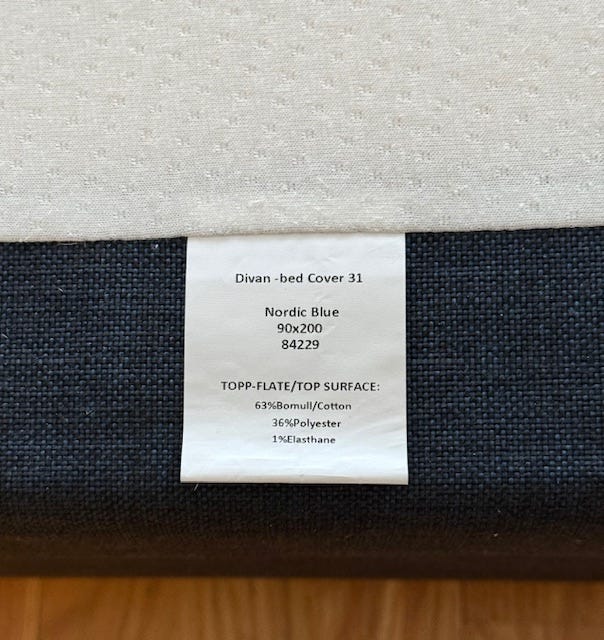 Divan -bed Cover 31
Nordic Blue
90x200
84229
TOPP-FLATE/TOP SURFACE:
63%Bomull/Cotton
36%Polyester
1%Elasthane